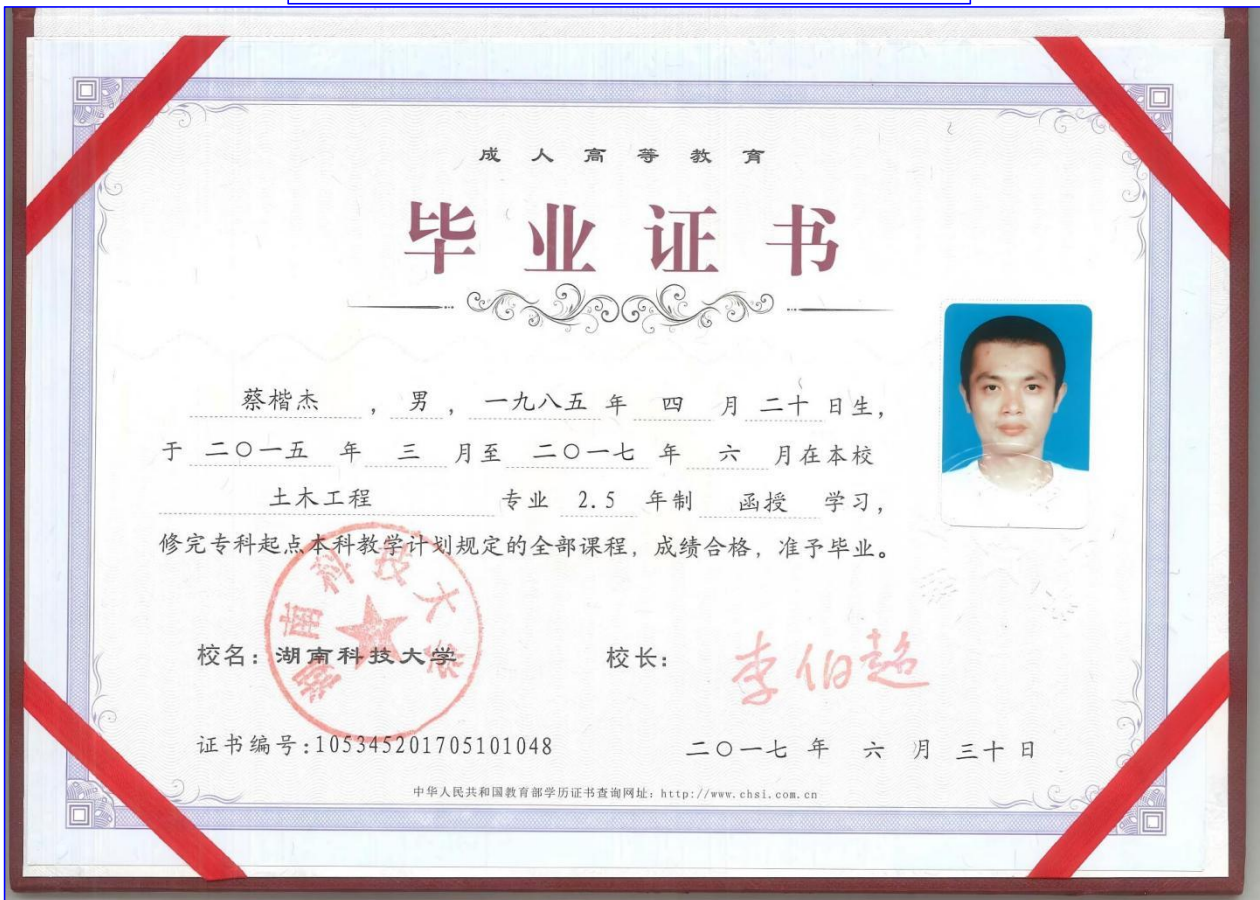 成人高等教育
毕业证书
蔡楷杰，男，一九八五年四月二十日生，
于二〇一五年三月至二〇一七年六月在本校
土木工程专业2.5年制函授学习，
修完专科起点本科教学计划规定的全部课程，成绩合格，准予毕业。
湖南科技大学
校名：湖南科技大学 校长：李伯超
证书编号:105345201705101048 二〇一七年六月三十日
中华人民共和国教育部学历证书查询网址：http://www.chsi.com.cn